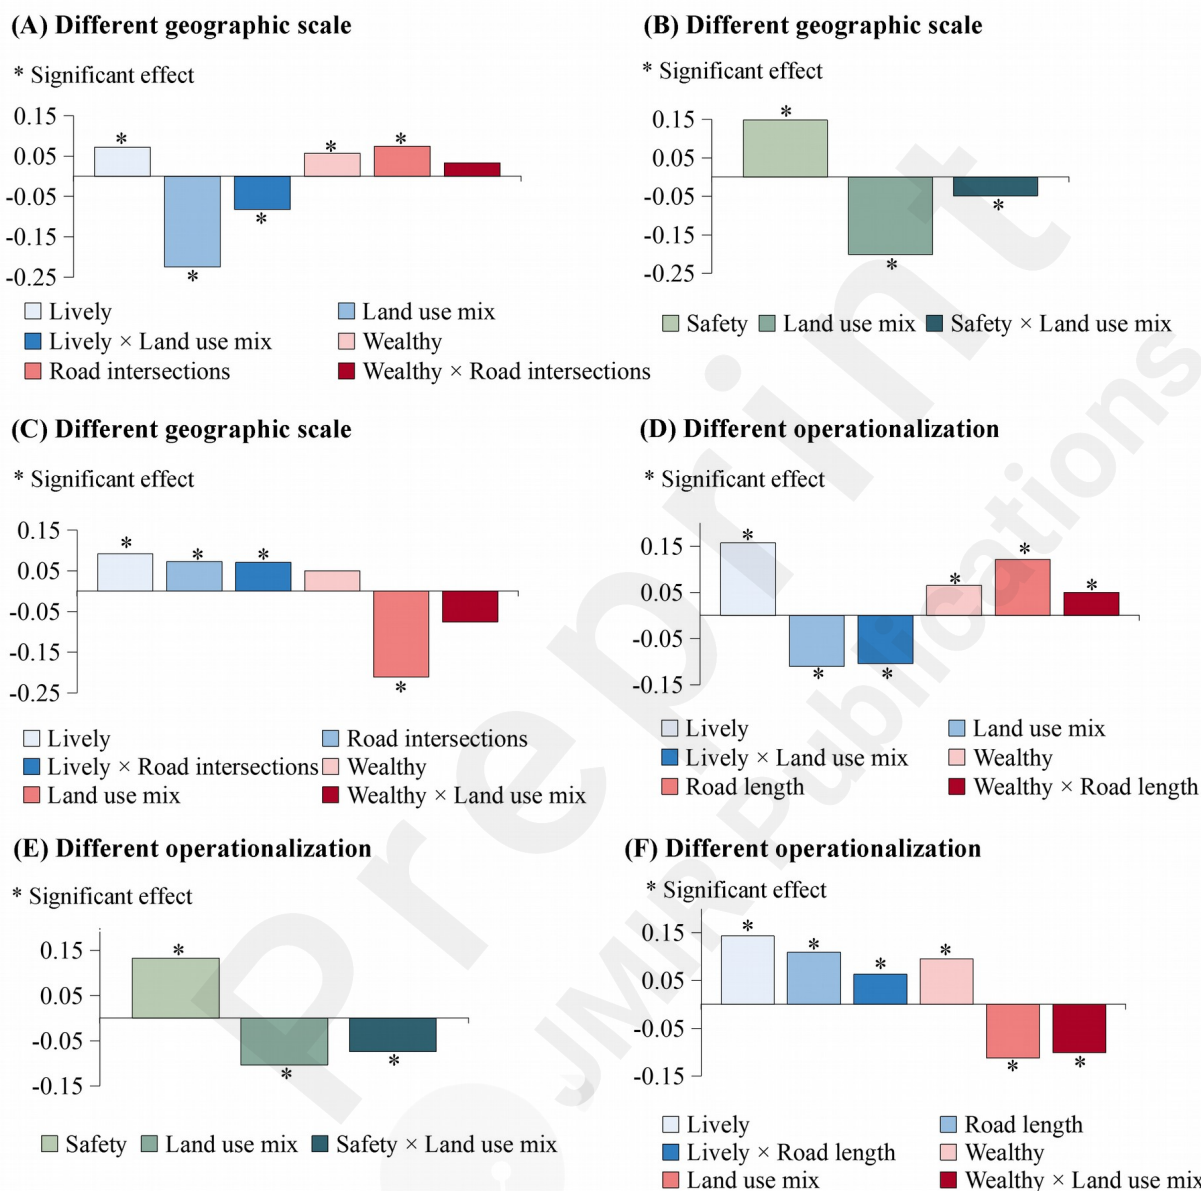 (A) Different geographic scale
* Significant effect
0.15
0.05
-0.05
-0.15
-0.25
* * * * * *
Lively
Land use mix
Lively × Land use mix
Wealthy
Road intersections
Wealthy × Road intersections
(B) Different geographic scale
* Significant effect
0.15
0.05
-0.05
-0.15
-0.25
* * *
Safety Land use mix Safety × Land use mix
(C) Different geographic scale
* Significant effect
0.15
0.05
-0.05
-0.15
-0.25
* * * *
Lively
Road intersections
Lively × Road intersections
Wealthy
Land use mix
Wealthy × Land use mix
(D) Different operationalization
* Significant effect
0.15
0.05
-0.05
-0.15
* * * * * *
Lively
Land use mix
Lively × Land use mix
Wealthy
Road length
Wealthy × Road length
(E) Different operationalization
* Significant effect
0.15
0.05
-0.05
-0.15
* * *
Safety Land use mix Safety × Land use mix
(F) Different operationalization
* Significant effect
0.15
0.05
-0.05
-0.15
* * * * * *
Lively
Road length
Lively × Road length
Wealthy
Land use mix
Wealthy × Land use mix
Preprint
JMIR Publications